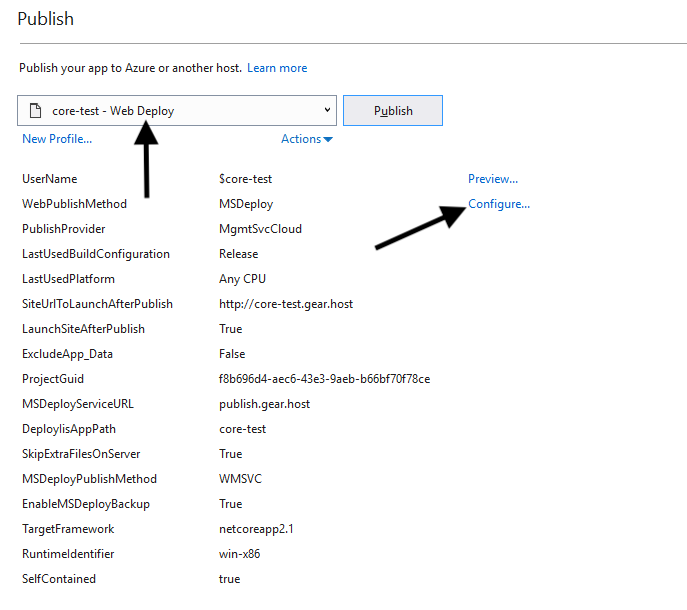 Publish
Publish your app to Azure or another host. Learn more
core-test - Web Deploy Publish
New Profile... Actions
UserName $core-test Preview...
WebPublishMethod MSDeploy Configure...
PublishProvider MgmtSvcCloud
LastUsedBuildConfiguration Release
LastUsedPlatform Any CPU
SiteUrlToLaunchAfterPublish http://core-test.gear.host
LaunchSiteAfterPublish True
ExcludeApp_Data False
ProjectGuid f8b696d4-aec6-43e3-9aeb-b66bf70f78ce
MSDeployServiceURL publish.gear.host
DeployIisAppPath core-test
SkipExtraFilesOnServer True
MSDeployPublishMethod WMSVC
EnableMSDeployBackup True
TargetFramework netcoreapp2.1
RuntimeIdentifier win-x86
SelfContained true